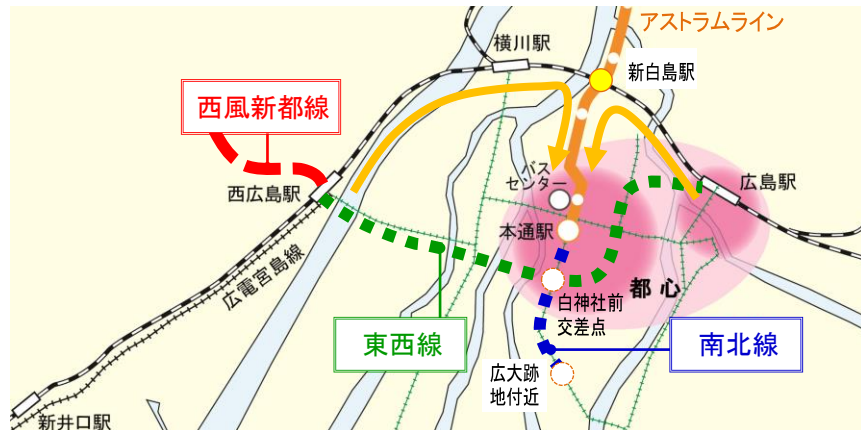 アストラムライン
横川駅
新白島駅
西風新都線
バス
センター
西広島駅
広島駅
本通駅
広電宮島線
都心
白神社前
交差点
東西線
南北線
広大跡
地付近
新井口駅